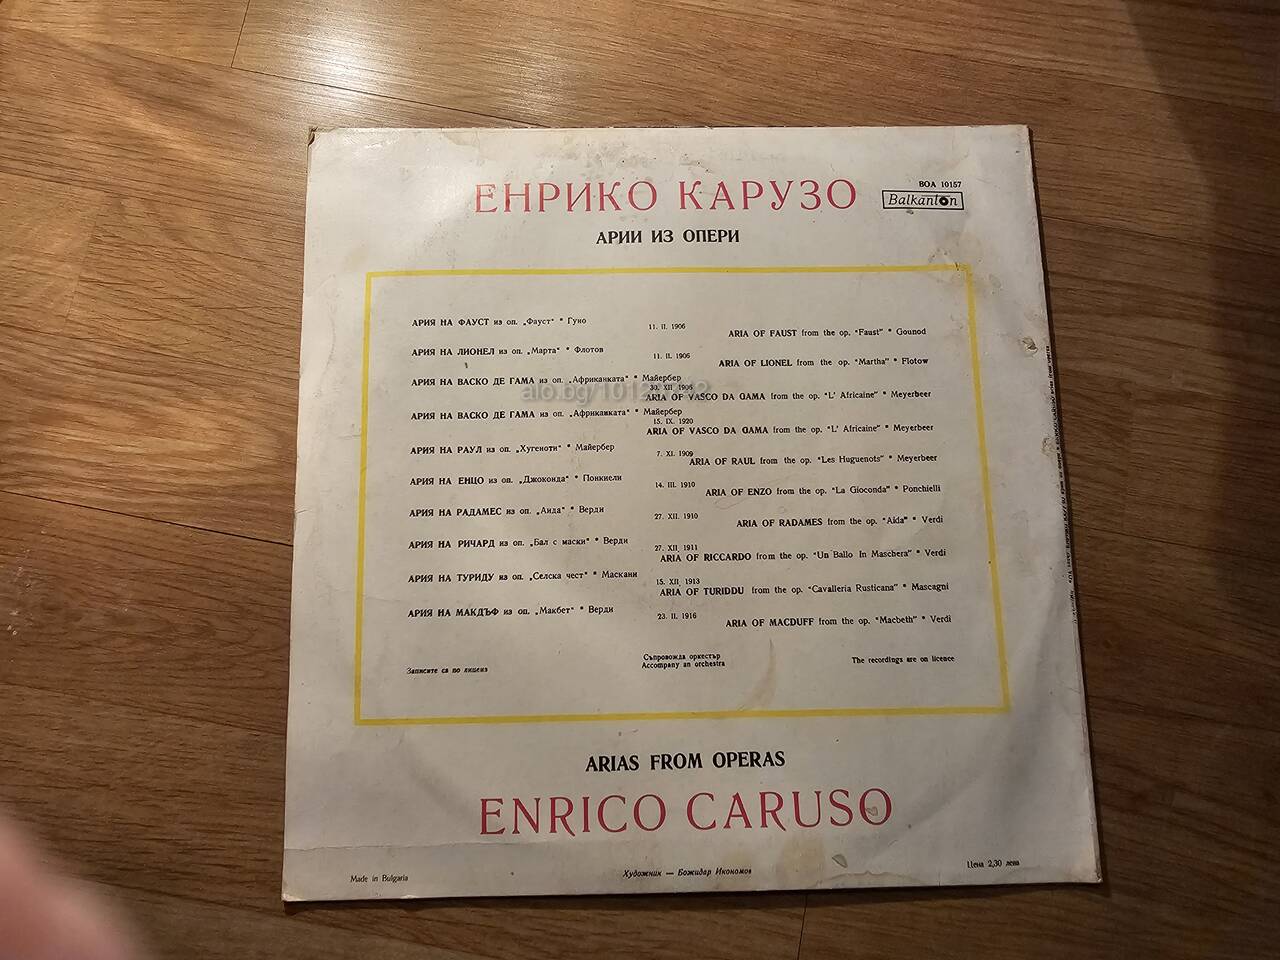 ЕНРИКО КАРУЗО
ВОА 10157
Balkanton
АРИИ ИЗ ОПЕРИ
АРИЯ НА ФАУСТ из оп. „Фауст“ * Гуно
11. II. 1906
ARIA OF FAUST from the op. "Faust" * Gounod
АРИЯ НА ЛИОНЕЛ из оп. „Марта“ * Флотов
11. II. 1906
ARIA OF LIONEL from the op. "Martha" * Flotow
АРИЯ НА ВАСКО ДЕ ГАМА из оп. „Африканката“ * Майербер
30. XII. 1906
ARIA OF VASCO DA GAMA from the op. "L' Africaine" * Meyerbeer
АРИЯ НА ВАСКО ДЕ ГАМА из оп. „Африканката“ * Майербер
15. IX. 1920
ARIA OF VASCO DA GAMA from the op. "L' Africaine" * Meyerbeer
АРИЯ НА РАУЛ из оп. „Хугеноти“ * Майербер
7. XI. 1909
ARIA OF RAUL from the op. "Les Huguenots" * Meyerbeer
АРИЯ НА ЕНЦО из оп. „Джоконда“ * Понкиели
14. III. 1910
ARIA OF ENZO from the op. "La Gioconda" * Ponchielli
АРИЯ НА РАДАМЕС из оп. „Аида“ * Верди
27. XII. 1910
ARIA OF RADAMES from the op. "Aida" * Verdi
АРИЯ НА РИЧАРД из оп. „Бал с маски“ * Верди
27. XII. 1911
ARIA OF RICCARDO from the op. "Un Ballo In Maschera" * Verdi
АРИЯ НА ТУРИДУ из оп. „Селска чест“ * Маскани
15. XII. 1913
ARIA OF TURIDDU from the op. "Cavalleria Rusticana" * Mascagni
АРИЯ НА МАКДЪФ из оп. „Макбет“ * Верди
23. II. 1916
ARIA OF MACDUFF from the op. "Macbeth" * Verdi
Записите са по лиценз
Съпровожда оркестър
Accompany an orchestra
The recordings are on licence
ARIAS FROM OPERAS
ENRICO CARUSO
Made in Bulgaria
Художник — Божидар Икономов
Цена 2,30 лева